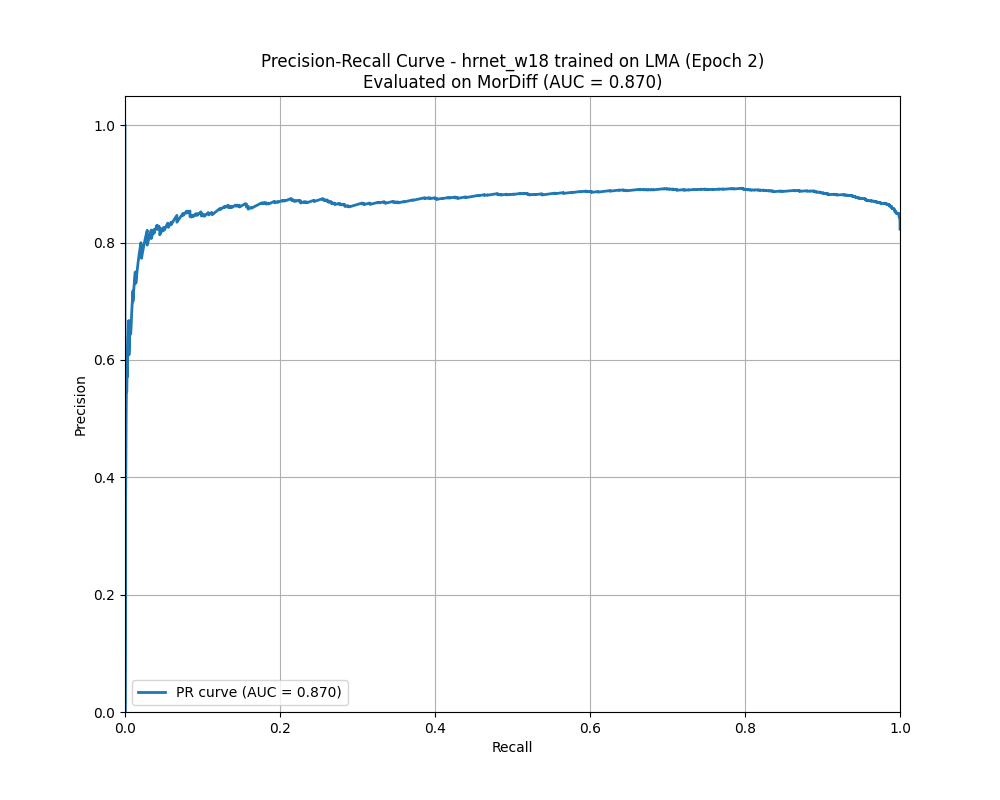 Precision-Recall Curve - hrnet_w18 trained on LMA (Epoch 2)
Evaluated on MorDiff (AUC = 0.870)
1.0
0.8
0.6
0.4
0.2
0.0
Precision
PR curve (AUC = 0.870)
0.0 0.2 0.4 0.6 0.8 1.0
Recall